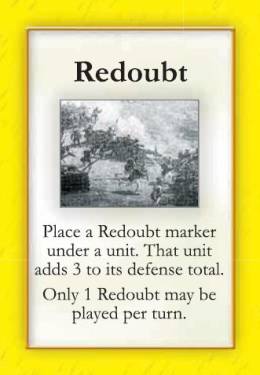 Redoubt
Place a Redoubt marker
under a unit. That unit
adds 3 to its defense total.
Only 1 Redoubt may be
played per turn.